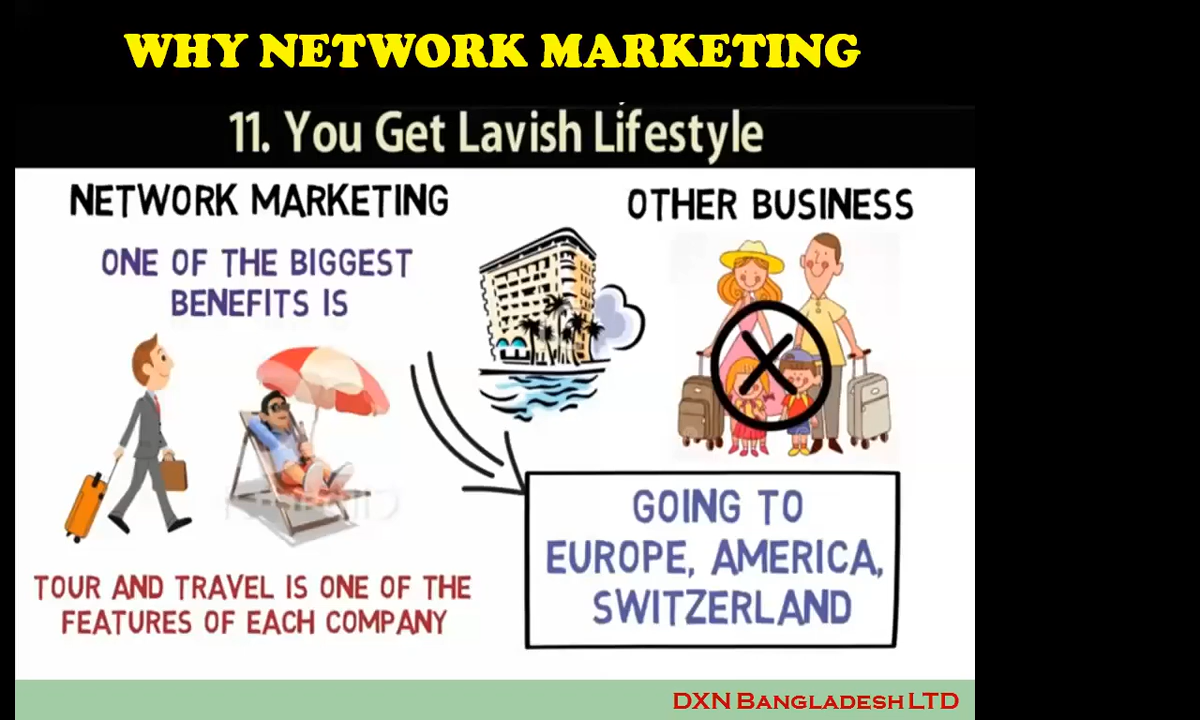 WHY NETWORK MARKETING
11. You Get Lavish Lifestyle
NETWORK MARKETING
ONE OF THE BIGGEST
BENEFITS IS
TOUR AND TRAVEL IS ONE OF THE
FEATURES OF EACH COMPANY
OTHER BUSINESS
X
GOING TO
EUROPE, AMERICA,
SWITZERLAND
DXN BANGLADESH LTD